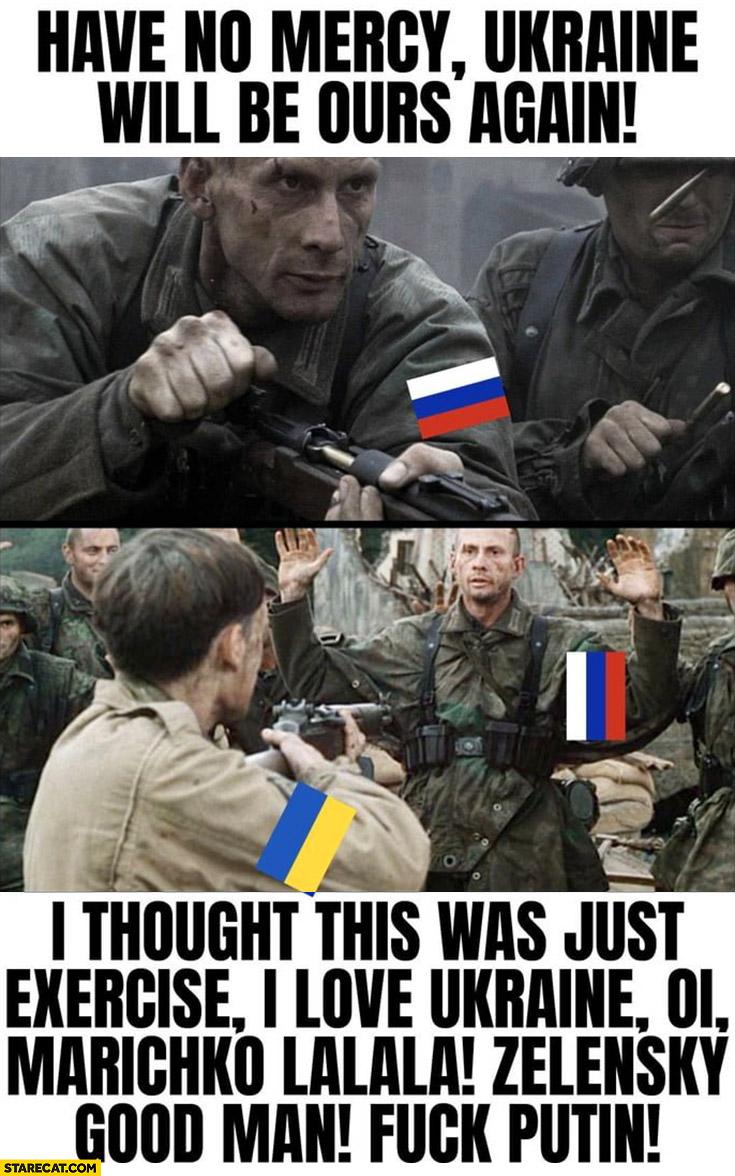 HAVE NO MERCY, UKRAINE
WILL BE OURS AGAIN!
I THOUGHT THIS WAS JUST
EXERCISE, I LOVE UKRAINE, OI,
MARICHKO LALALA! ZELENSKY
GOOD MAN! FUCK PUTIN!
STARECAT.COM